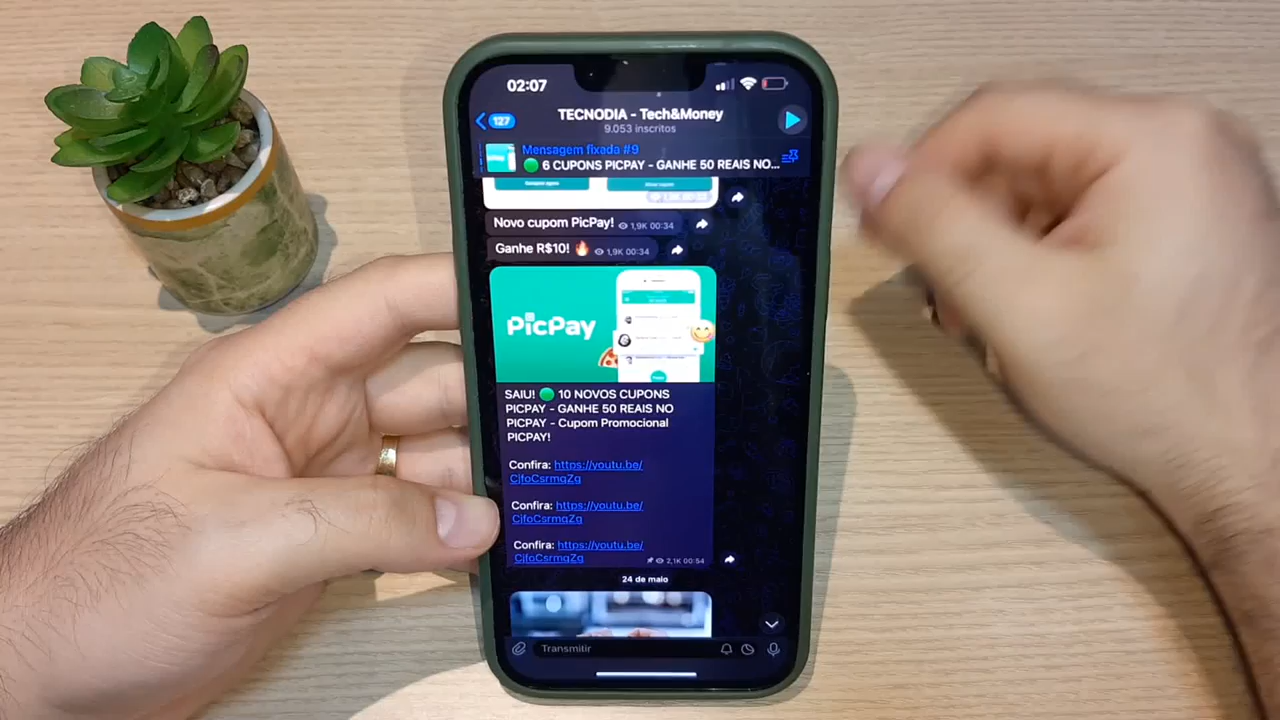 02:07
127
TECNODIA - Tech&Money
9.053 inscritos
Mensagem fixada #9
6 CUPONS PICPAY - GANHE 50 REAIS NO...
Novo cupom PicPay! 1,9K 00:34
Ganhe R$10! 1,9K 00:34
PicPay
SAIU! 10 NOVOS CUPONS
PICPAY - GANHE 50 REAIS NO
PICPAY - Cupom Promocional
PICPAY!
Confira: https://youtu.be/
CjfoCsrmqZg
Confira: https://youtu.be/
CjfoCsrmqZg
Confira: https://youtu.be/
CjfoCsrmqZg
2,1K 00:54
24 de maio
Transmitir